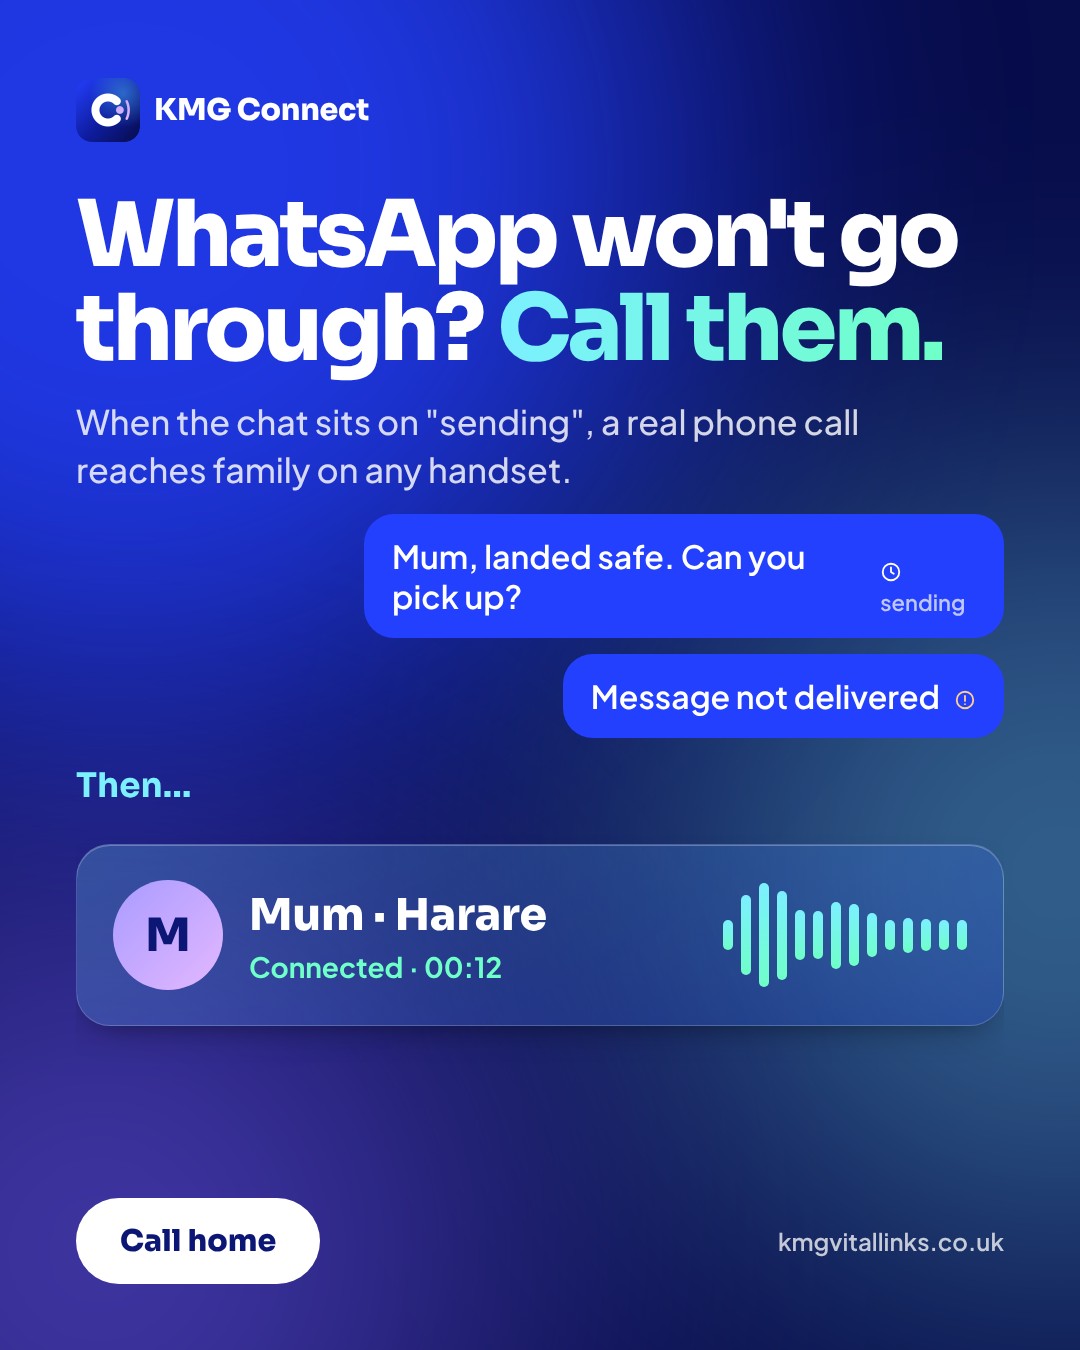 KMG Connect
WhatsApp won't go
through? Call them.
When the chat sits on "sending", a real phone call
reaches family on any handset.
Mum, landed safe. Can you
pick up?
sending
Message not delivered
Then...
M
Mum · Harare
Connected · 00:12
Call home
kmgvitallinks.co.uk